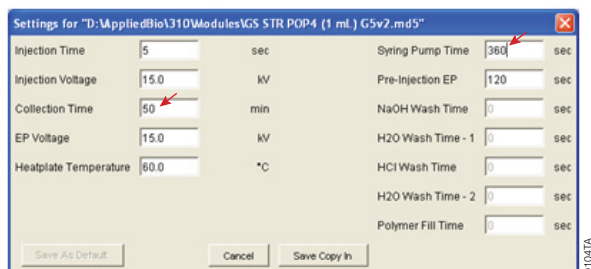 Settings for "D:\AppliedBio\310\Modules\GS STR POP4 (1 mL) G5v2.md5"
Injection Time 5 sec Syring Pump Time 360 sec
Injection Voltage 15.0 kV Pre-Injection EP 120 sec
Collection Time 50 min NaOH Wash Time 0 sec
EP Voltage 15.0 kV H2O Wash Time - 1 0 sec
Heatplate Temperature 60.0 °C HCl Wash Time 0 sec
H2O Wash Time - 2 0 sec
Polymer Fill Time 0 sec
Save As Default Cancel Save Copy In